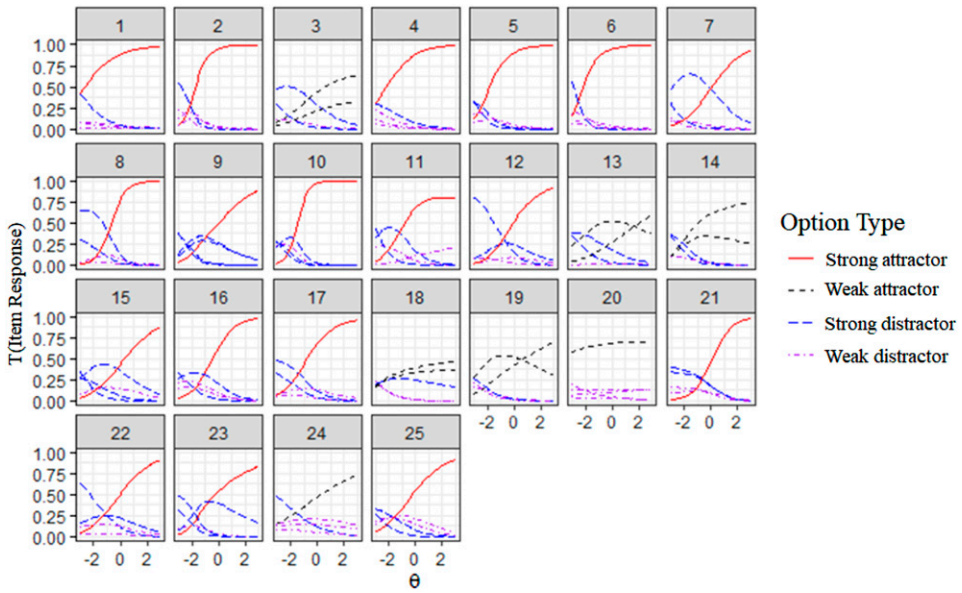 1 2 3 4 5 6 7
1.00
0.75
0.50
0.25
0.00
8 9 10 11 12 13 14
1.00
0.75
0.50
0.25
0.00
15 16 17 18 19 20 21
1.00
0.75
0.50
0.25
0.00
-2 0 2 -2 0 2 -2 0 2
22 23 24 25
1.00
0.75
0.50
0.25
0.00
-2 0 2 -2 0 2 -2 0 2 -2 0 2
θ
T(Item Response)
Option Type
Strong attractor
Weak attractor
Strong distractor
Weak distractor